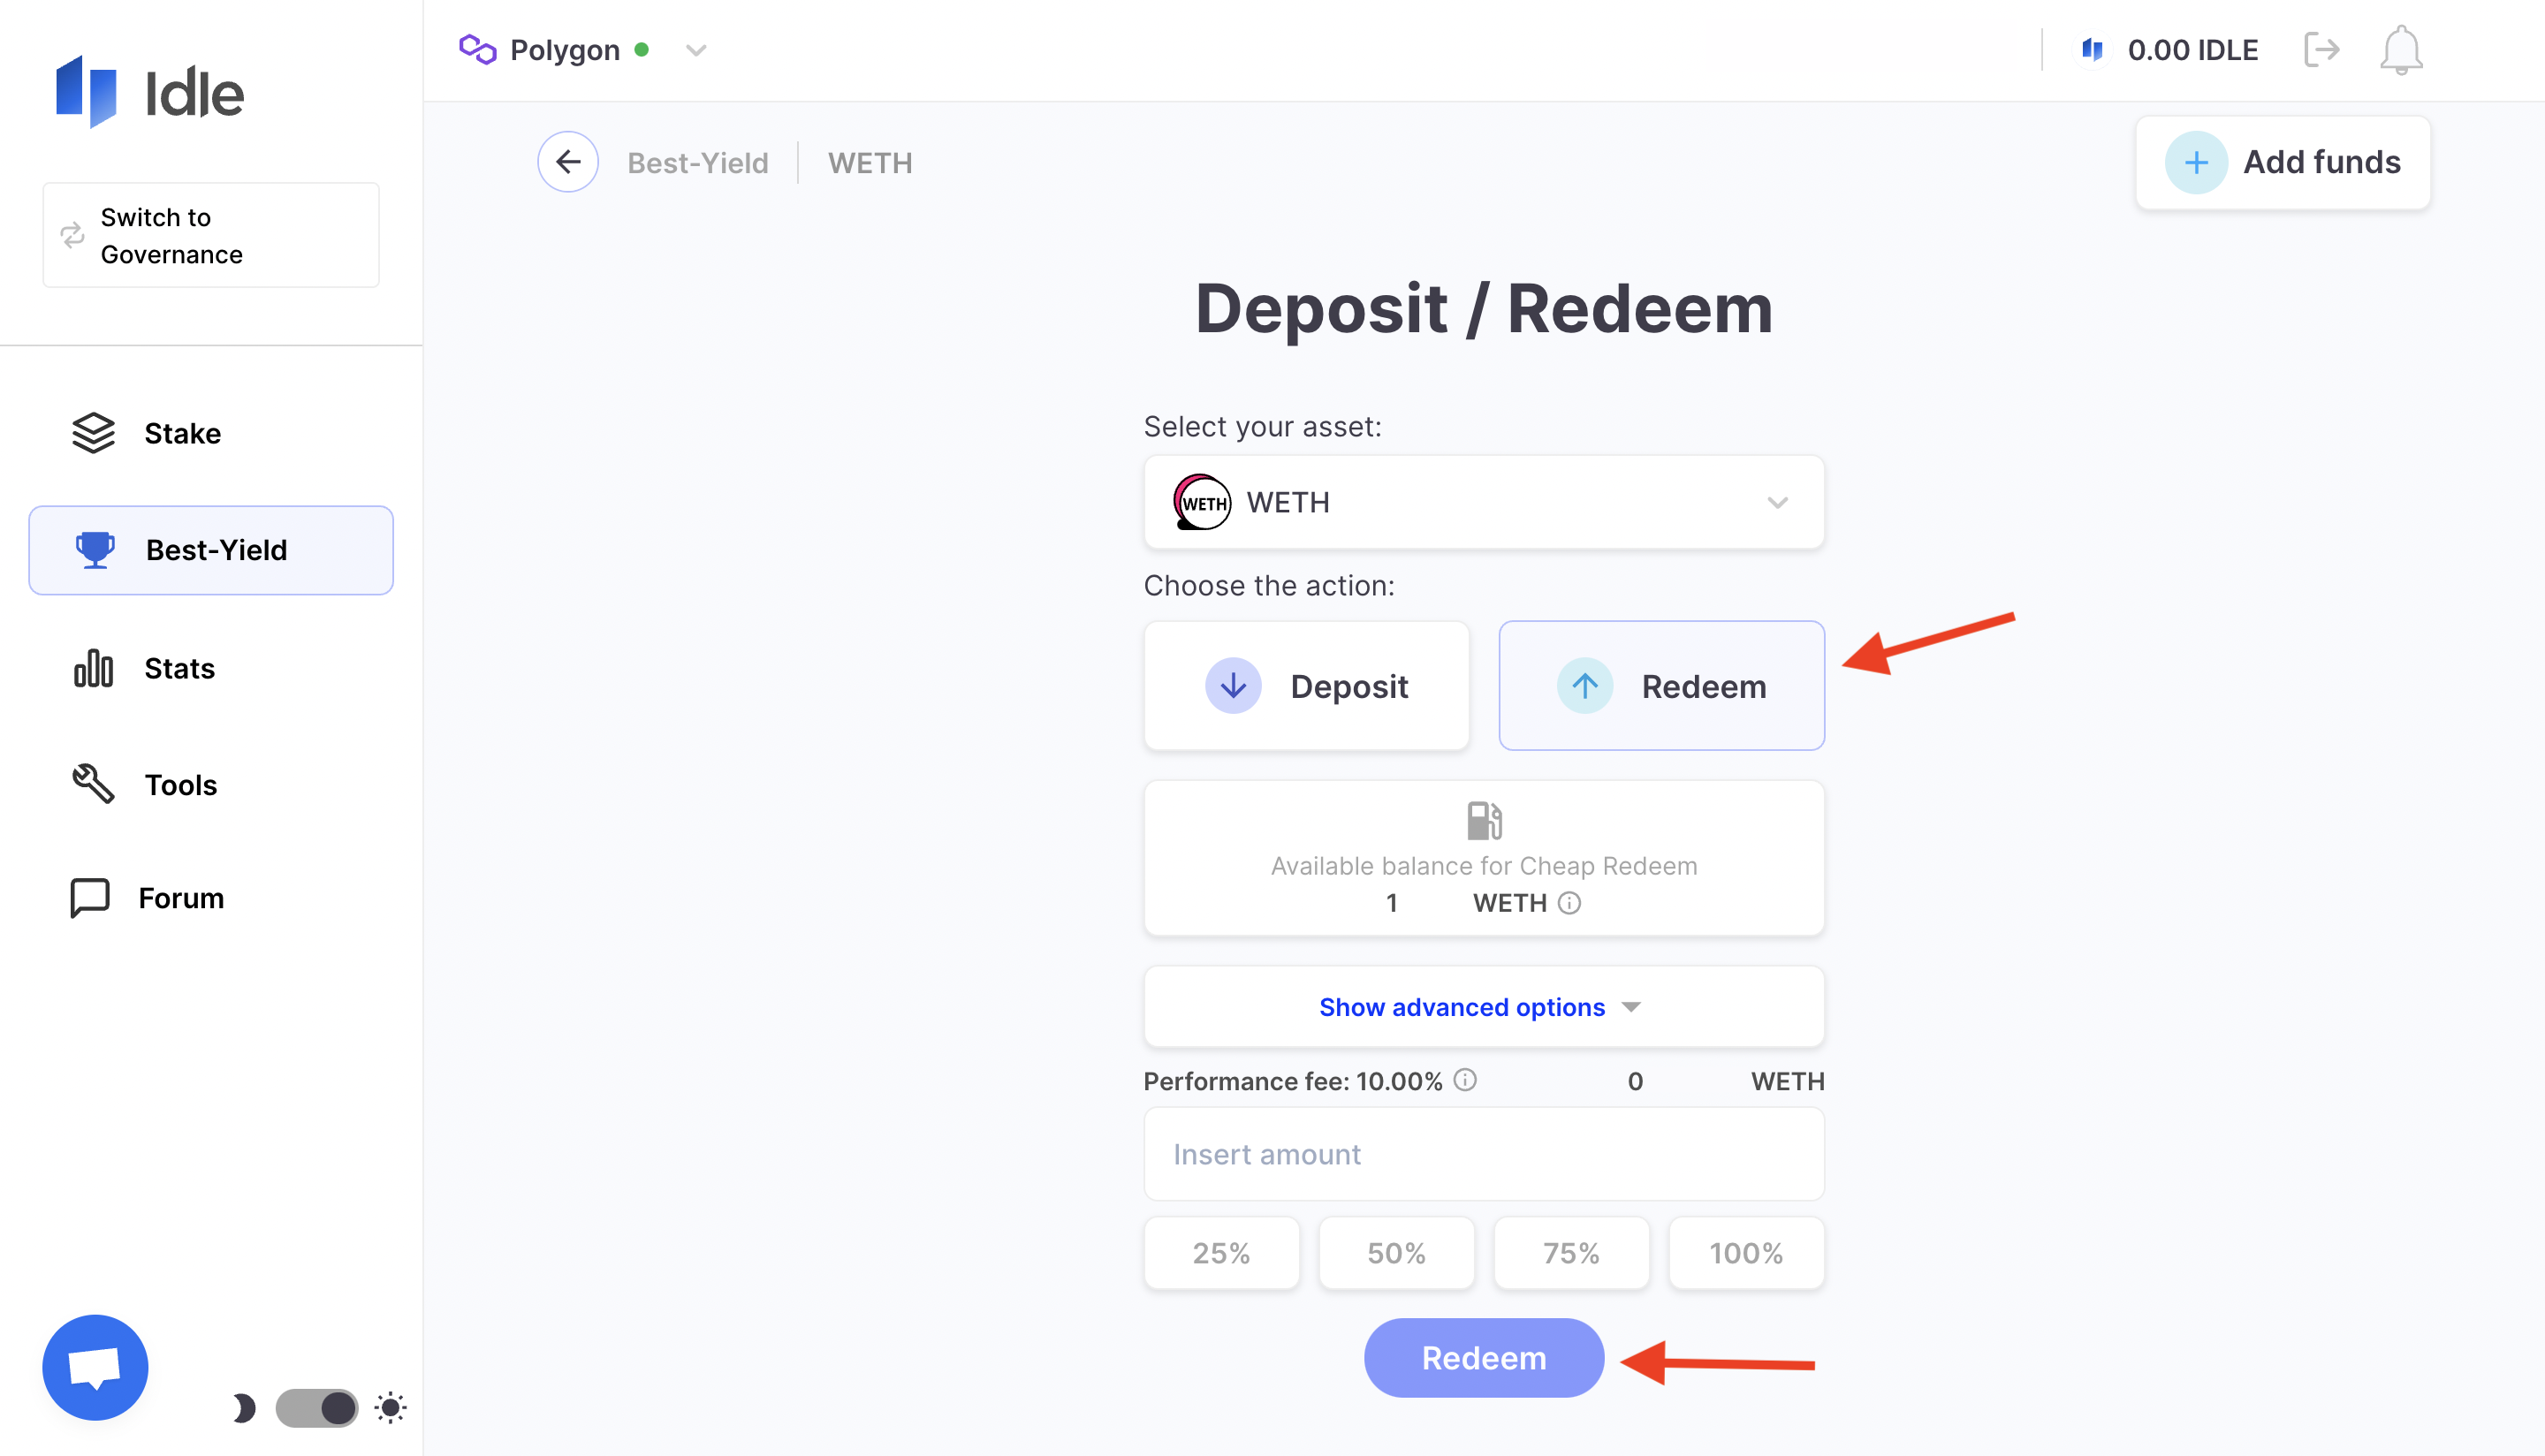 Idle
Switch to
Governance
Stake
Best-Yield
Stats
Tools
Forum
Polygon
0.00 IDLE
Best-Yield
WETH
Add funds
Deposit / Redeem
Select your asset:
WETH WETH
Choose the action:
Deposit
Redeem
Available balance for Cheap Redeem
1 WETH
Show advanced options
Performance fee: 10.00% 0 WETH
Insert amount
25% 50% 75% 100%
Redeem